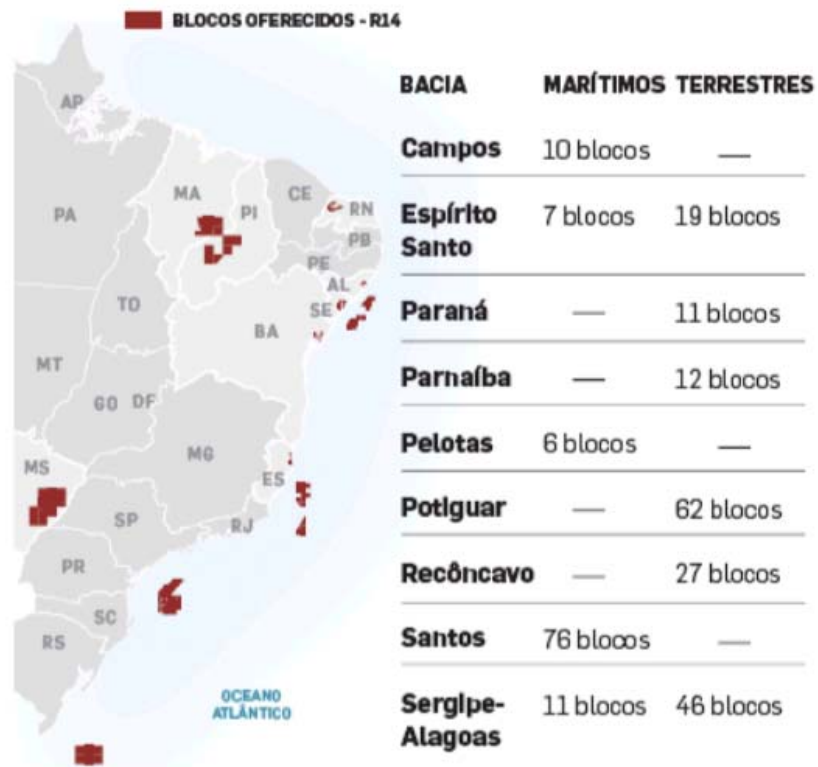 BLOCOS OFERECIDOS - R14
AP
PA
MA
PI
CE
RN
PB
PE
AL
SE
TO
BA
MT
GO DF
MG
MS
ES
SP
RJ
PR
SC
RS
OCEANO
ATLÂNTICO
BACIA MARÍTIMOS TERRESTRES
Campos 10 blocos —
Espírito 7 blocos 19 blocos
Santo
Paraná — 11 blocos
Parnaíba — 12 blocos
Pelotas 6 blocos —
Potiguar — 62 blocos
Recôncavo — 27 blocos
Santos 76 blocos —
Sergipe- 11 blocos 46 blocos
Alagoas